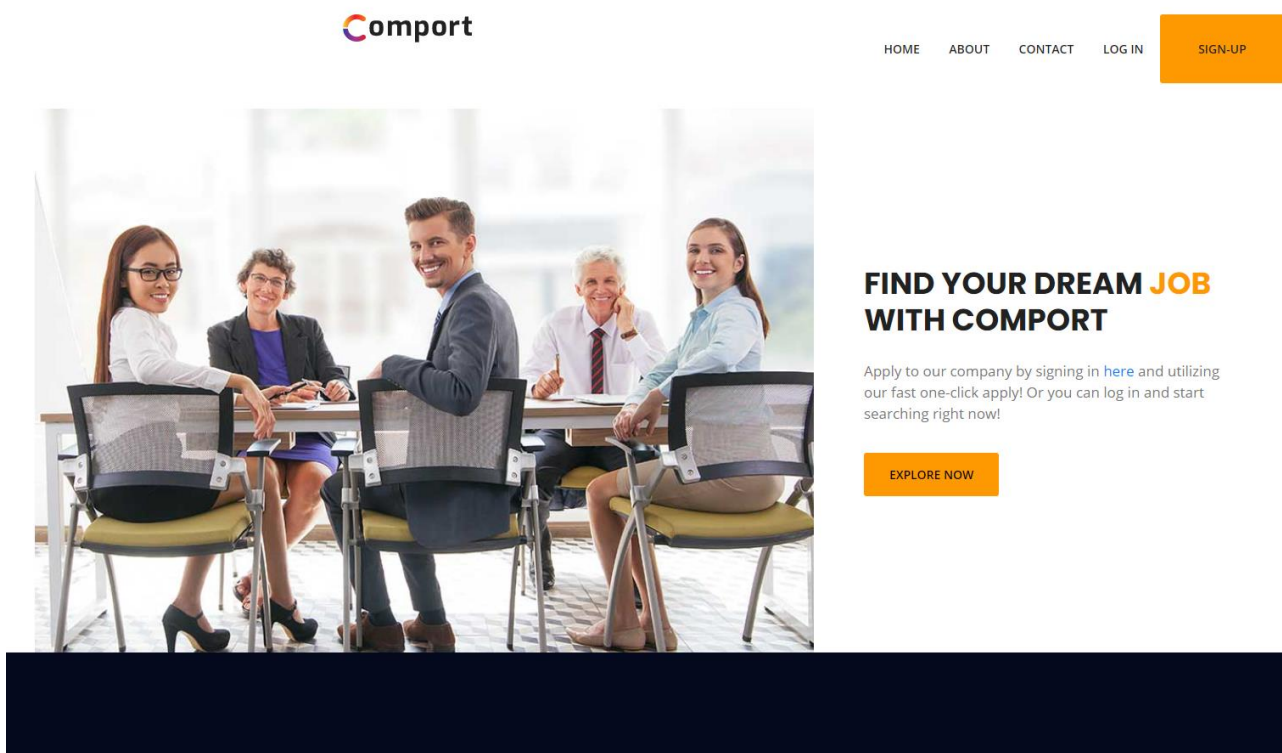 Comport
HOME ABOUT CONTACT LOG IN SIGN-UP
FIND YOUR DREAM JOB
WITH COMPORT
Apply to our company by signing in here and utilizing
our fast one-click apply! Or you can log in and start
searching right now!
EXPLORE NOW